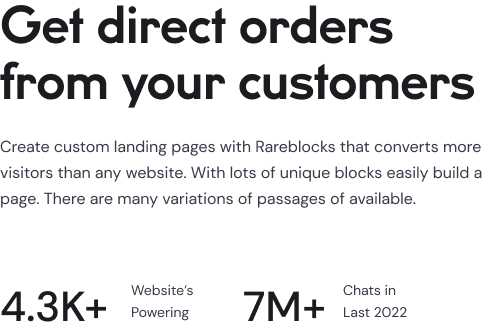 Get direct orders
from your customers
Create custom landing pages with Rareblocks that converts more
visitors than any website. With lots of unique blocks easily build a
page. There are many variations of passages of available.
4.3K+
Website's
Powering
7M+
Chats in
Last 2022